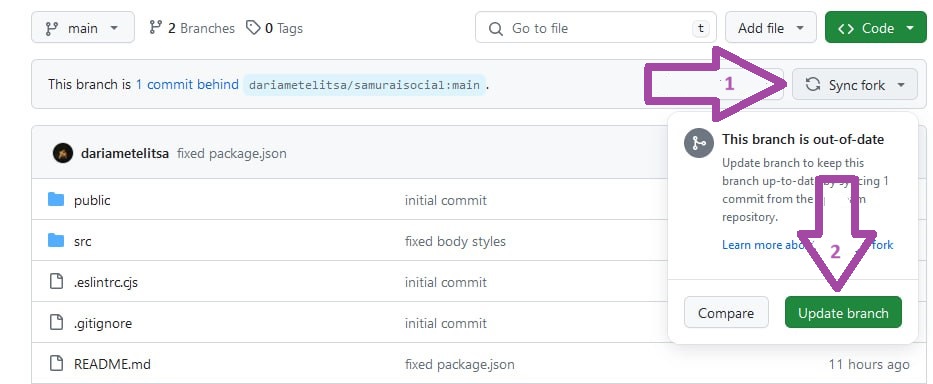 main 2 Branches 0 Tags Go to file t Add file Code
This branch is 1 commit behind dariametelitsa/samuraisocial:main . 1 Sync fork
This branch is out-of-date
dariametelitsa fixed package.json
Update branch to keep this
branch up-to-date by syncing 1
commit from the
repository.
Learn more fork
2
public initial commit
src fixed body styles
.eslintrc.cjs initial commit
.gitignore initial commit
Compare Update branch
README.md fixed package.json 11 hours ago